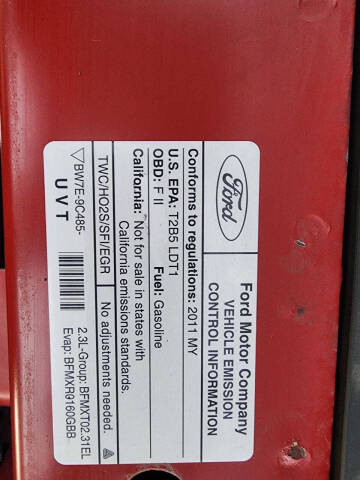 Ford
Ford Motor Company
VEHICLE EMISSION
CONTROL INFORMATION
Conforms to regulations: 2011 MY
U.S. EPA: T2B5 LDT1
OBD: F II Fuel: Gasoline
California: Not for sale in states with
California emissions standards.
TWC/HO2S/SFI/EGR No adjustments needed.
▽BW7E-9C485-
U V T
2.3L-Group: BFMXT02.31EL
Evap: BFMXR0160GBB